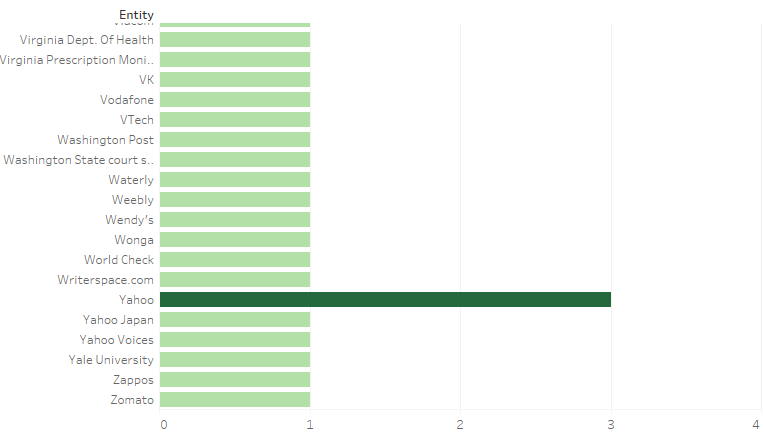 Entity
Virginia Dept. Of Health
Virginia Prescription Moni..
VK
Vodafone
VTech
Washington Post
Washington State court s..
Waterly
Weebly
Wendy's
Wonga
World Check
Writerspace.com
Yahoo
Yahoo Japan
Yahoo Voices
Yale University
Zappos
Zomato
0 1 2 3 4